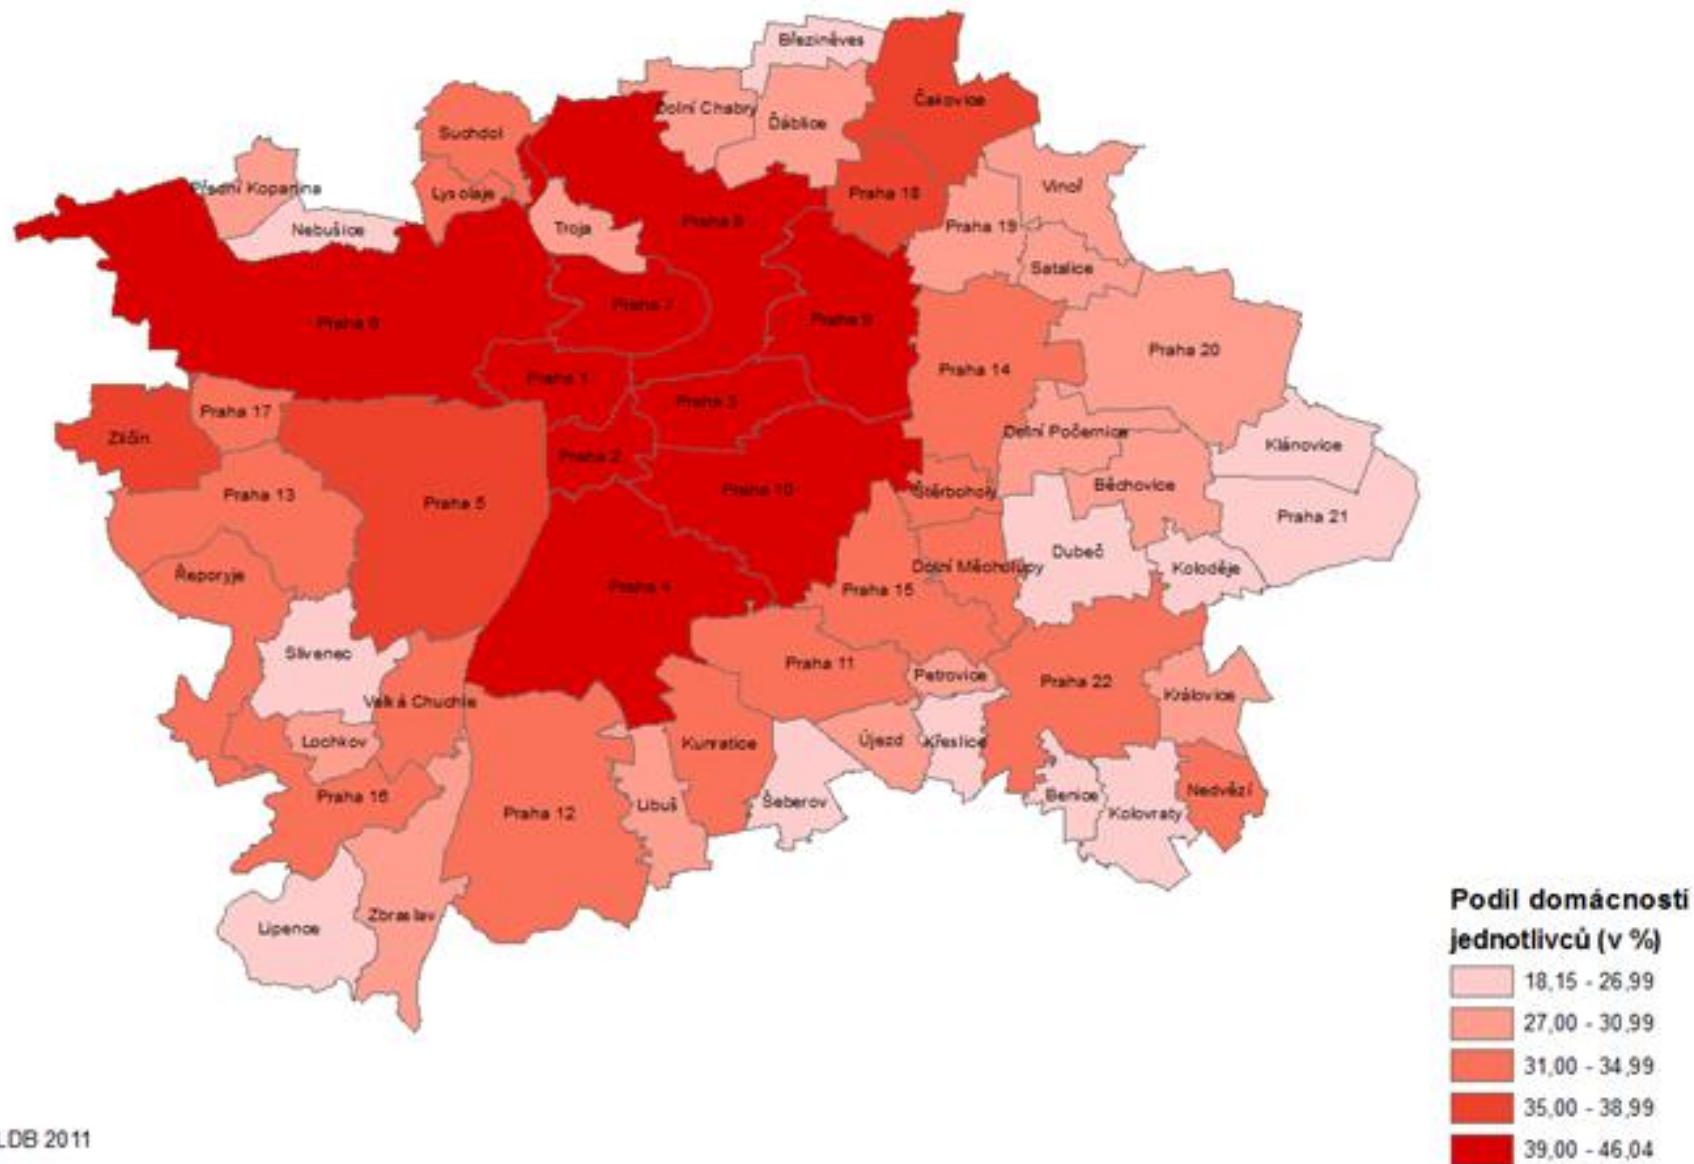 Březiněves
Čakovice
Dolní Chabry
Ďáblice
Suchdol
Přední Kopanina
Lysolaje
Praha 18
Vinoř
Nebušice
Troja
Praha 8
Praha 19
Satalice
Praha 7
Praha 6
Praha 9
Praha 20
Praha 14
Praha 1
Praha 3
Praha 17
Zličín
Dolní Počernice
Klánovice
Praha 2
Praha 13
Praha 5
Praha 10
Štěrboholy
Běchovice
Praha 21
Dubeč
Koloděje
Řeporyje
Dolní Měcholupy
Praha 4
Praha 15
Slivenec
Praha 11
Petrovice
Praha 22
Královice
Velká Chuchle
Lochkov
Kunratice
Újezd
Křeslice
Praha 16
Praha 12
Libuš
Šeberov
Benice
Kolovraty
Nedvězí
Zbraslav
Lipence
Podíl domácností
jednotlivců (v %)
18,15 - 26,99
27,00 - 30,99
31,00 - 34,99
35,00 - 38,99
39,00 - 46,04
LDB 2011